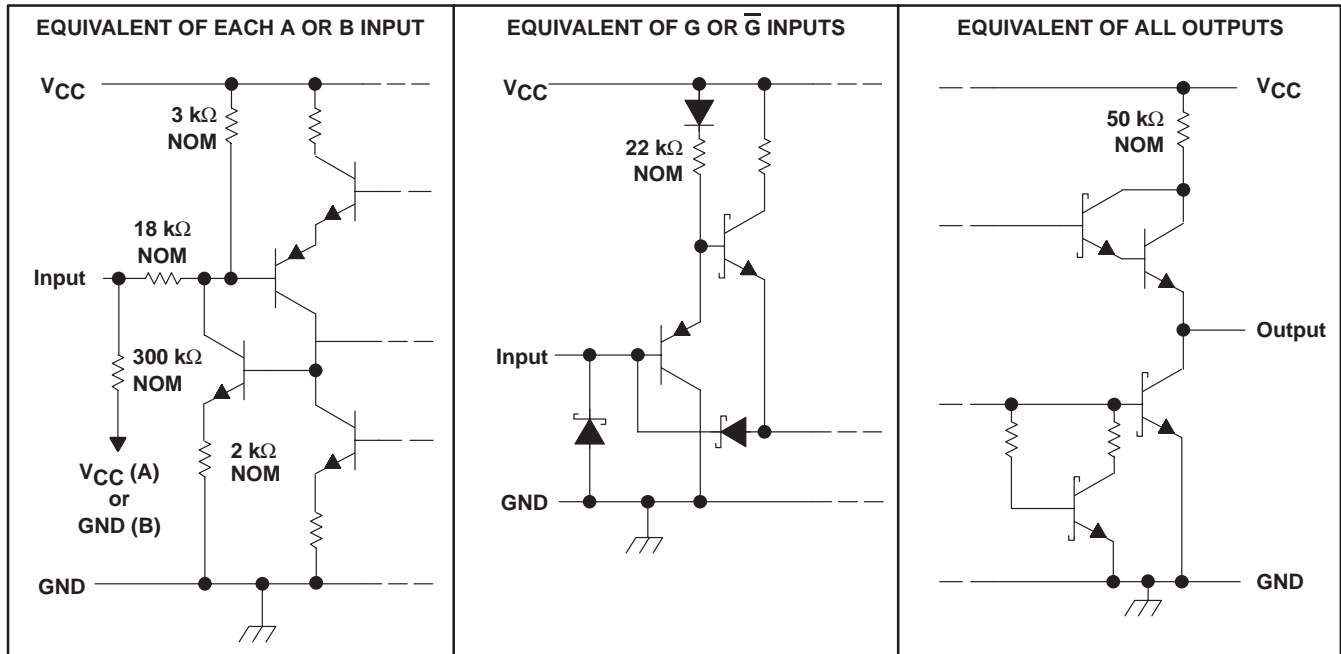 EQUIVALENT OF EACH A OR B INPUT
VCC
3 kΩ
NOM
18 kΩ
NOM
Input
300 kΩ
NOM
VCC (A)
or
GND (B)
2 kΩ
NOM
GND
EQUIVALENT OF G OR G̅ INPUTS
VCC
22 kΩ
NOM
Input
GND
EQUIVALENT OF ALL OUTPUTS
VCC
50 kΩ
NOM
Output
GND